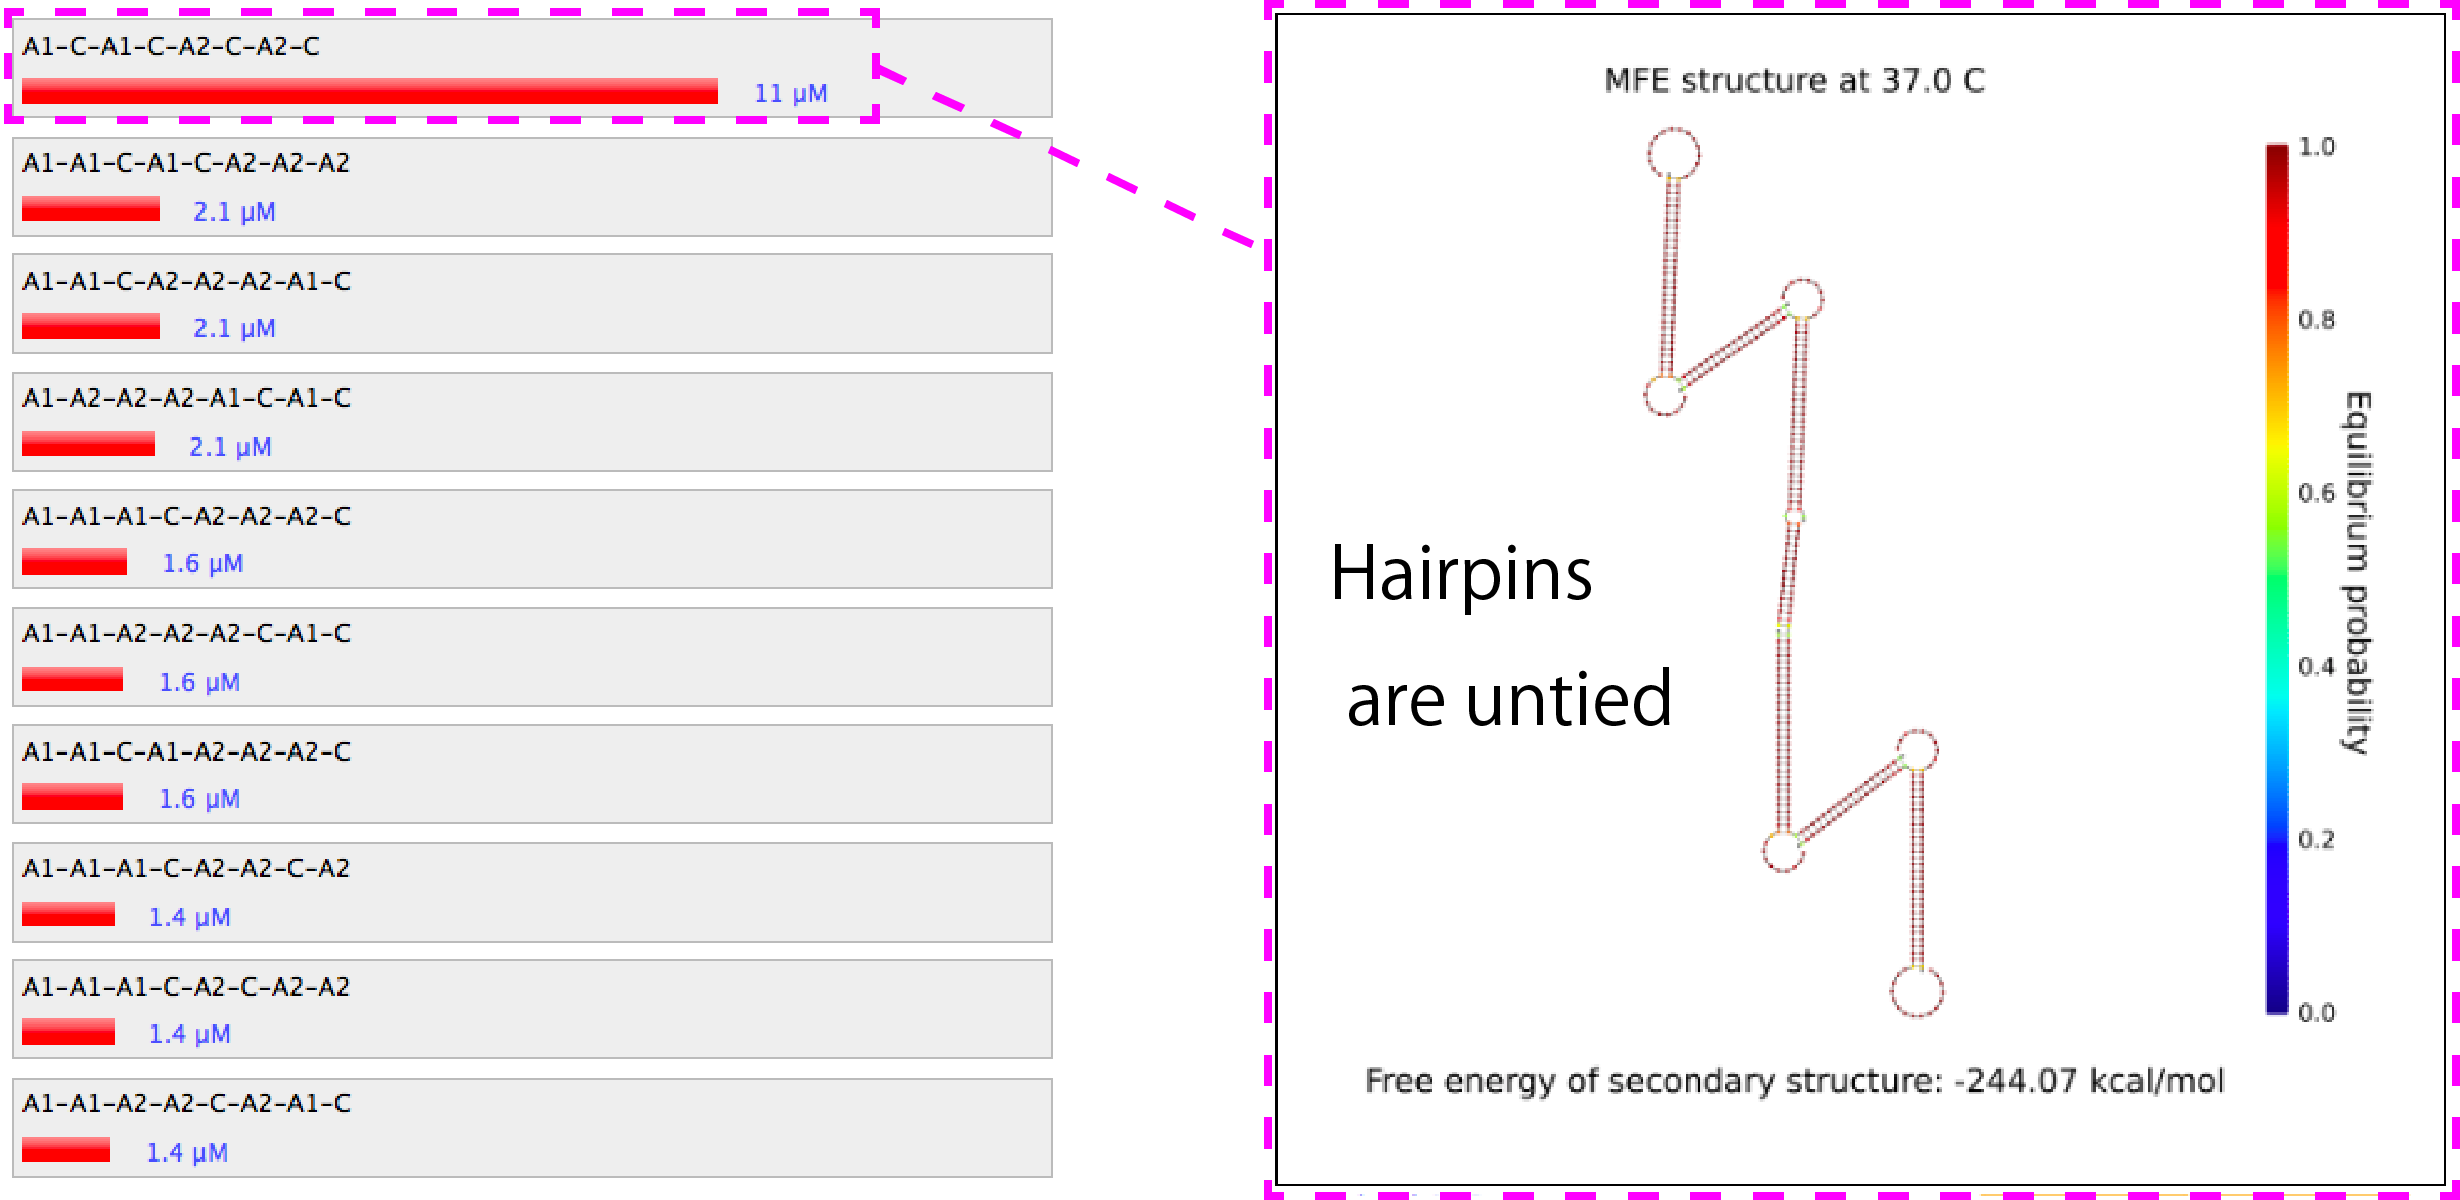 A1-C-A1-C-A2-C-A2-C
11 µM
A1-A1-C-A1-C-A2-A2-A2
2.1 µM
A1-A1-C-A2-A2-A2-A1-C
2.1 µM
A1-A2-A2-A2-A1-C-A1-C
2.1 µM
A1-A1-A1-C-A2-A2-A2-C
1.6 µM
A1-A1-A2-A2-A2-C-A1-C
1.6 µM
A1-A1-C-A1-A2-A2-A2-C
1.6 µM
A1-A1-A1-C-A2-A2-C-A2
1.4 µM
A1-A1-A1-C-A2-C-A2-A2
1.4 µM
A1-A1-A2-A2-C-A2-A1-C
1.4 µM
MFE structure at 37.0 C
Hairpins
are untied
1.0
0.8
0.6
0.4
0.2
0.0
Equilibrium probability
Free energy of secondary structure: -244.07 kcal/mol